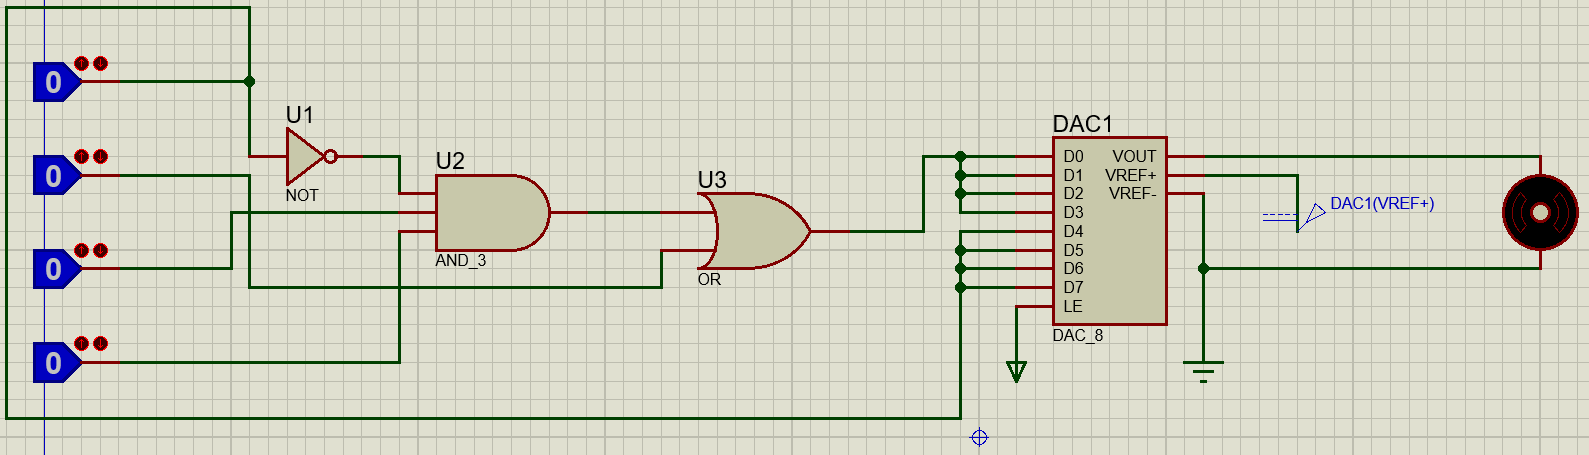 0
0
0
0
U1
NOT
U2
AND_3
U3
OR
DAC1
D0
D1
D2
D3
D4
D5
D6
D7
LE
VOUT
VREF+
VREF-
DAC_8
DAC1(VREF+)